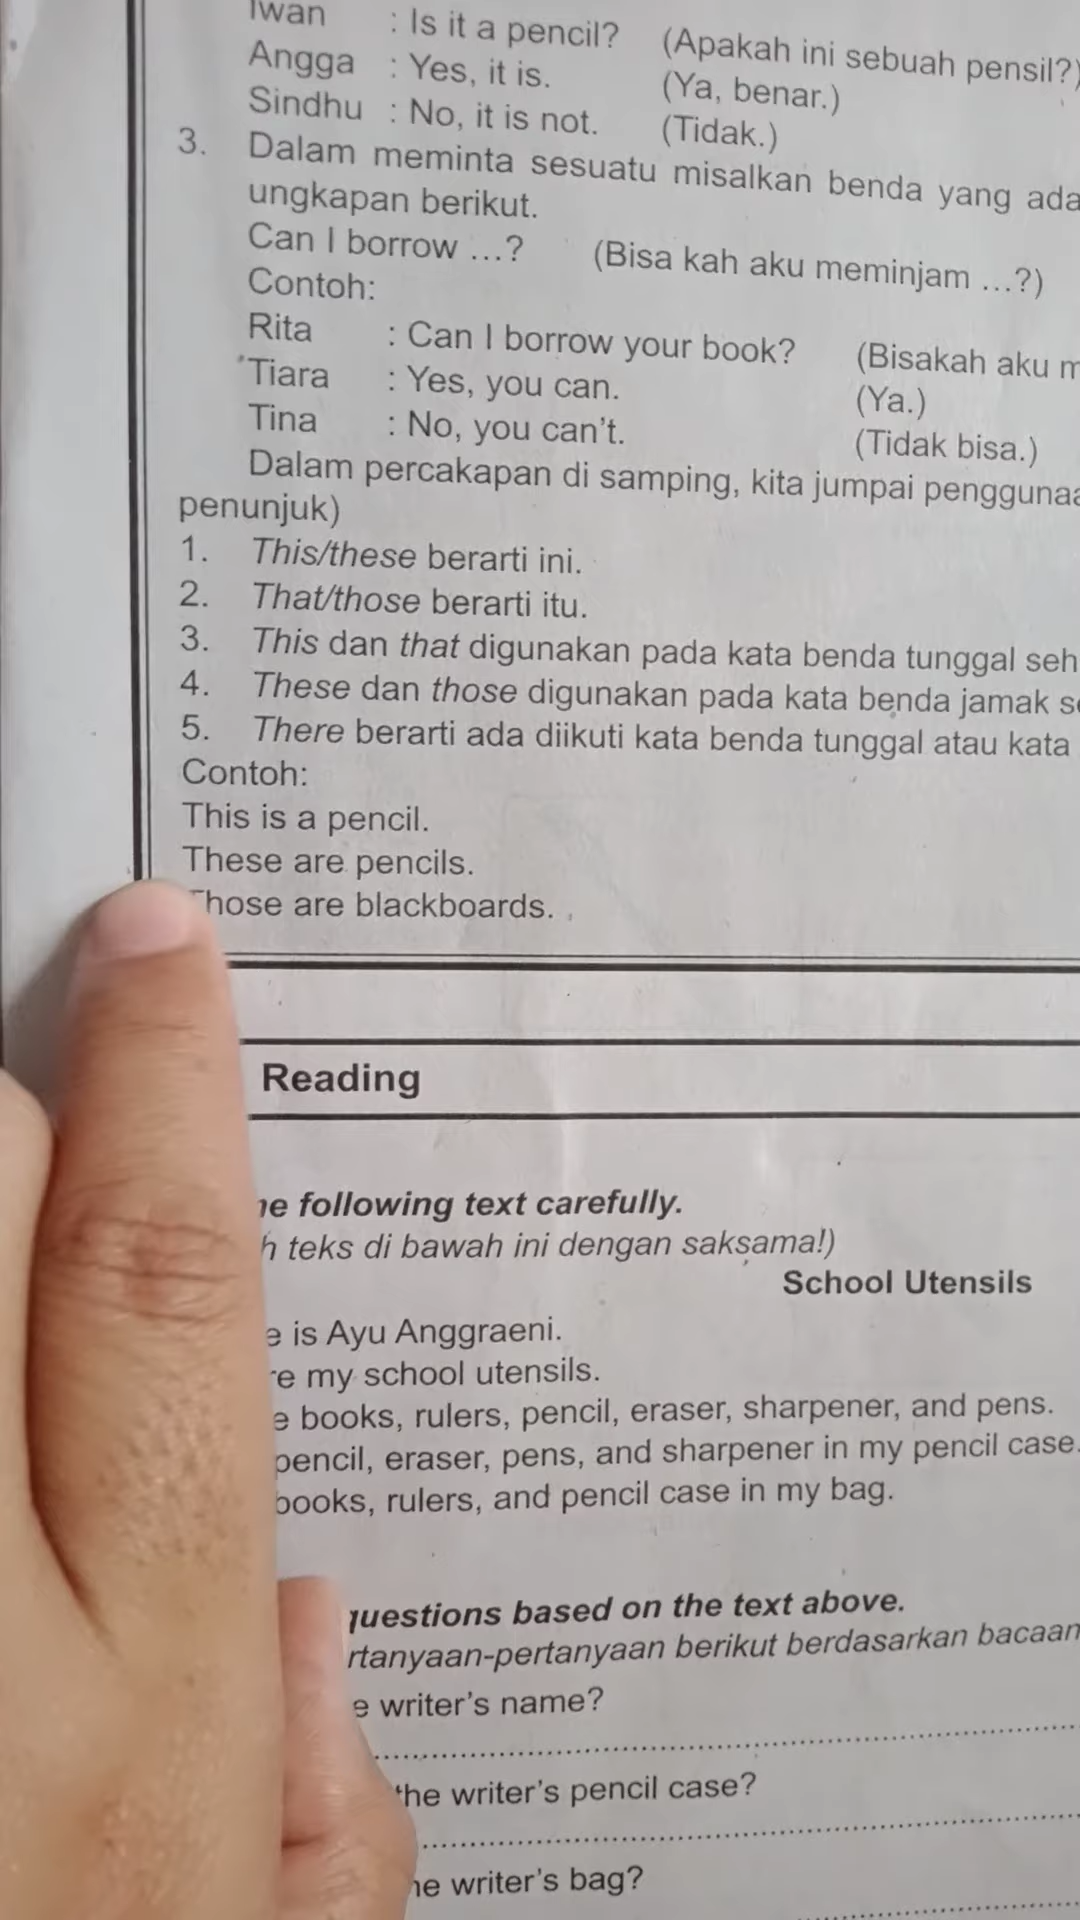 Iwan : Is it a pencil? (Apakah ini sebuah pensil?)
Angga : Yes, it is. (Ya, benar.)
Sindhu : No, it is not. (Tidak.)
3. Dalam meminta sesuatu misalkan benda yang ada
ungkapan berikut.
Can I borrow ...? (Bisa kah aku meminjam ...?)
Contoh:
Rita : Can I borrow your book? (Bisakah aku
Tiara : Yes, you can. (Ya.)
Tina : No, you can't. (Tidak bisa.)
Dalam percakapan di samping, kita jumpai
penunjuk)
1. This/these berarti ini.
2. That/those berarti itu.
3. This dan that digunakan pada kata benda tunggal
4. These dan those digunakan pada kata benda jamak
5. There berarti ada diikuti kata benda tunggal atau kata
Contoh:
This is a pencil.
These are pencils.
Those are blackboards.
Reading
following text carefully.
teks di bawah ini dengan saksama!)
School Utensils
is Ayu Anggraeni.
my school utensils.
books, rulers, pencil, eraser, sharpener, and pens.
pencil, eraser, pens, and sharpener in my pencil case.
books, rulers, and pencil case in my bag.
questions based on the text above.
berikut berdasarkan bacaan
writer's name?
the writer's pencil case?
writer's bag?